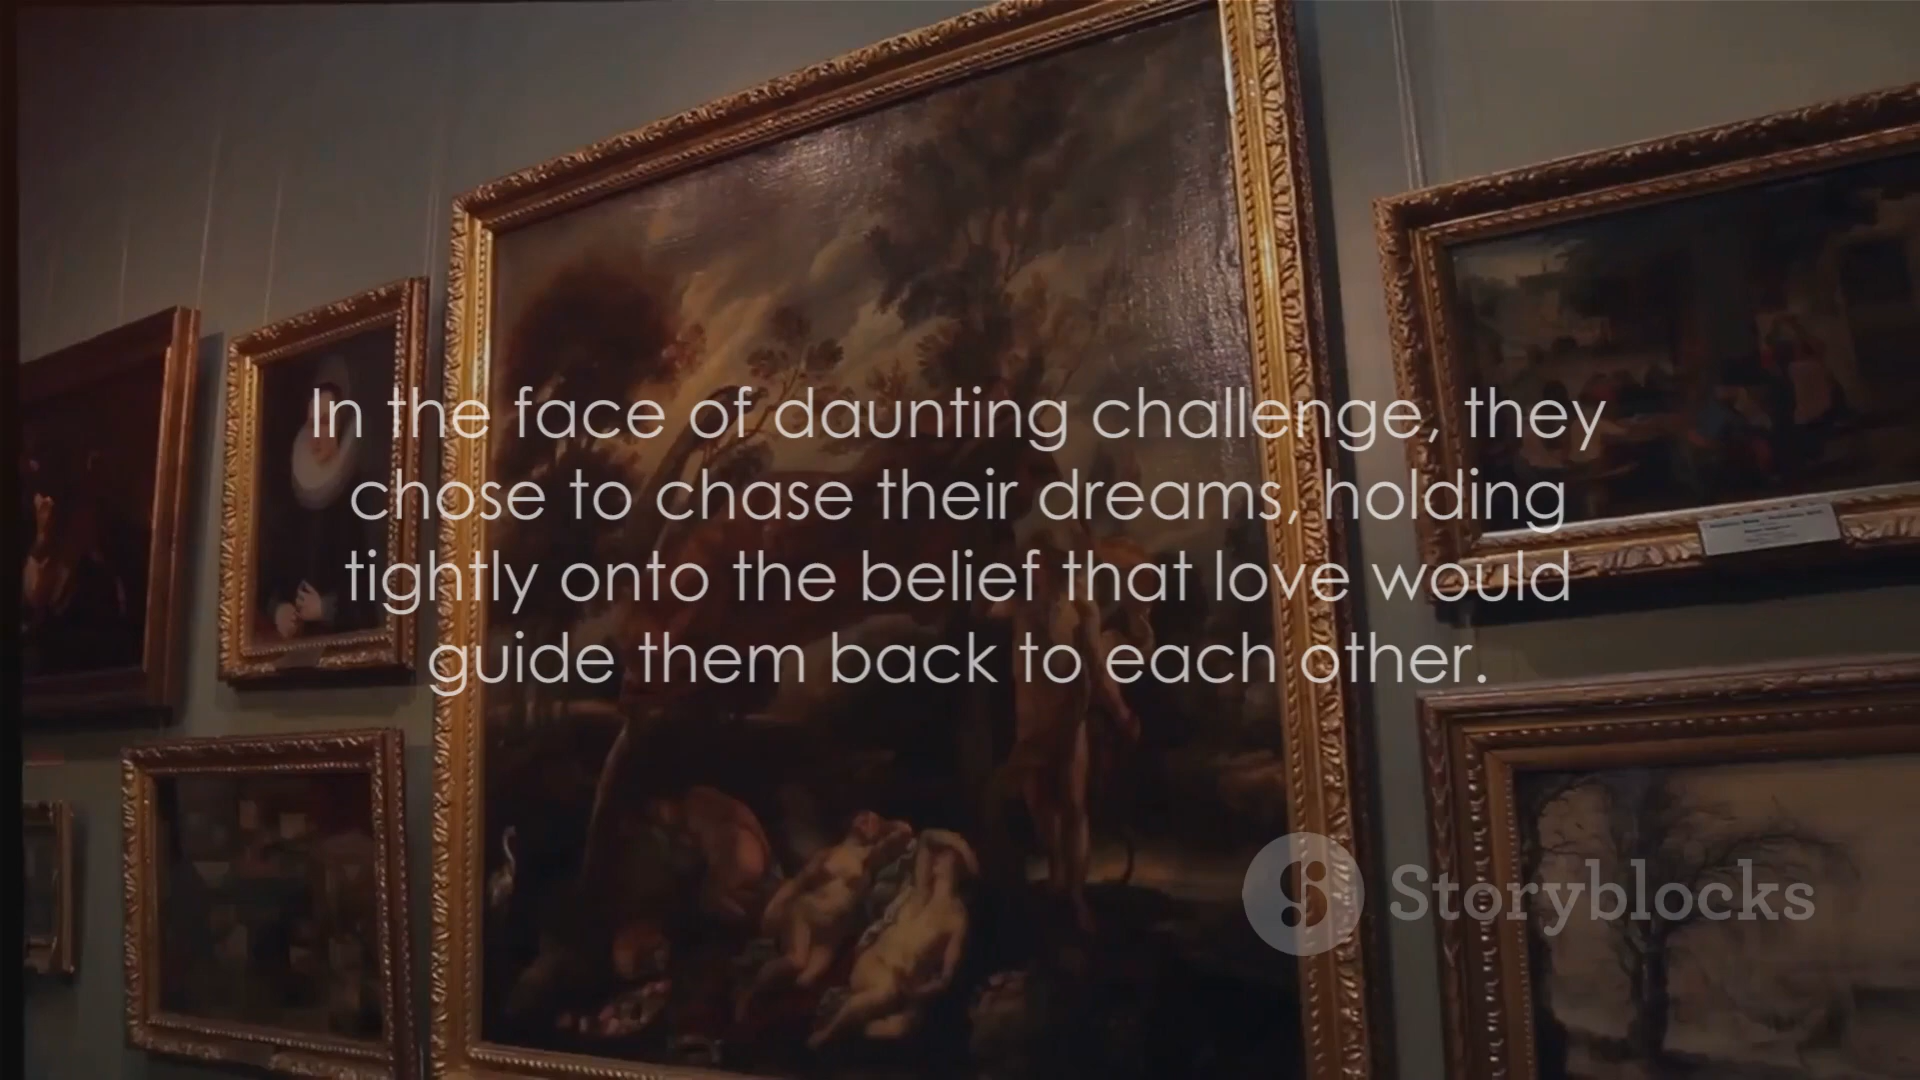 In the face of daunting challenge, they
chose to chase their dreams, holding
tightly onto the belief that love would
guide them back to each other.
Storyblocks